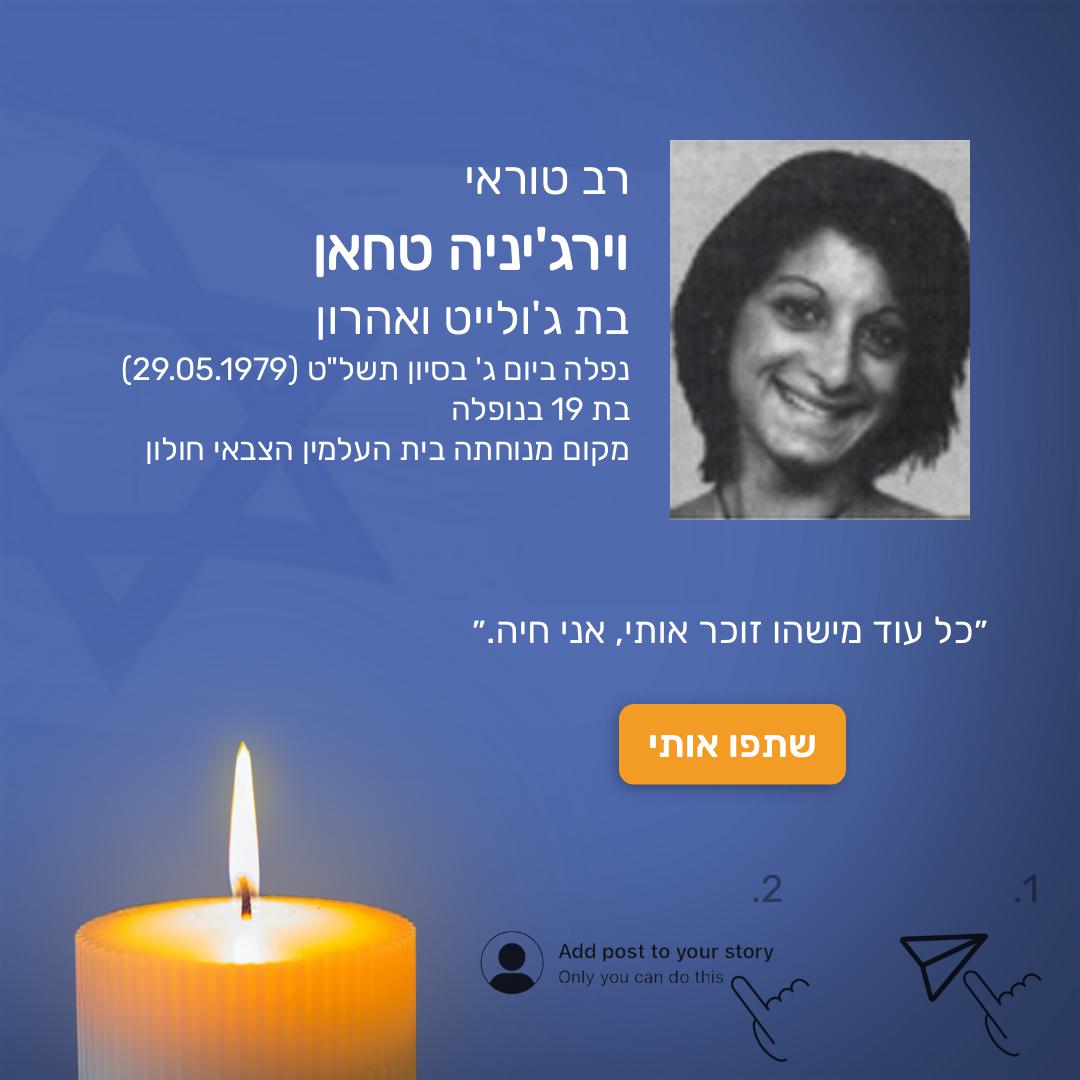 רב טוראי
וירג'יניה טחאן
בת ג'ולייט ואהרון
נפלה ביום ג' בסיון תשל"ט (29.05.1979)
בת 19 בנופלה
מקום מנוחתה בית העלמין הצבאי חולון
״כל עוד מישהו זוכר אותי, אני חיה.״
שתפו אותי
1.
2.
Add post to your story
Only you can do this